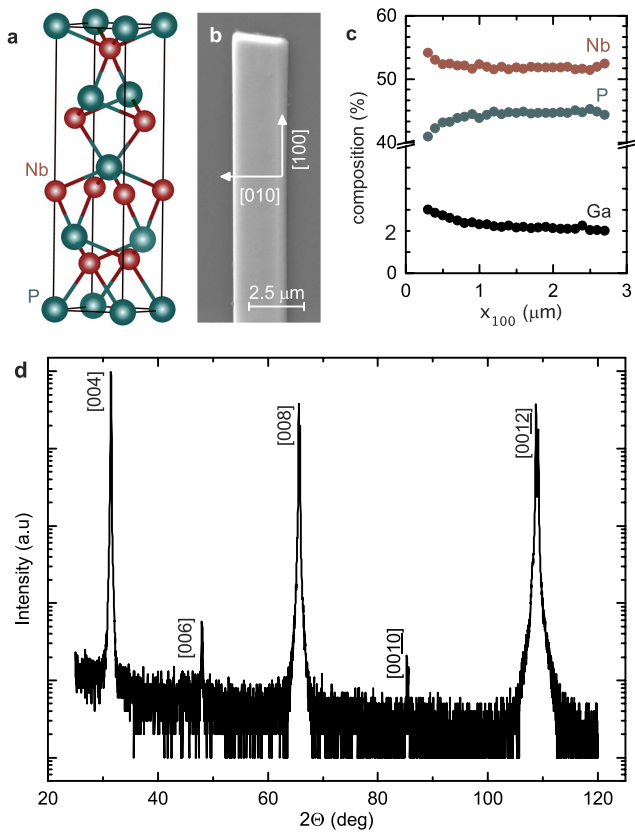 a
Nb
P
b
[100]
[010]
2.5 μm
c
composition (%)
60
50
40
2
0
Nb
P
Ga
0
1
2
3
x100 (μm)
d
Intensity (a.u)
[004]
[006]
[008]
[0010]
[0012]
20
40
60
80
100
120
2Θ (deg)